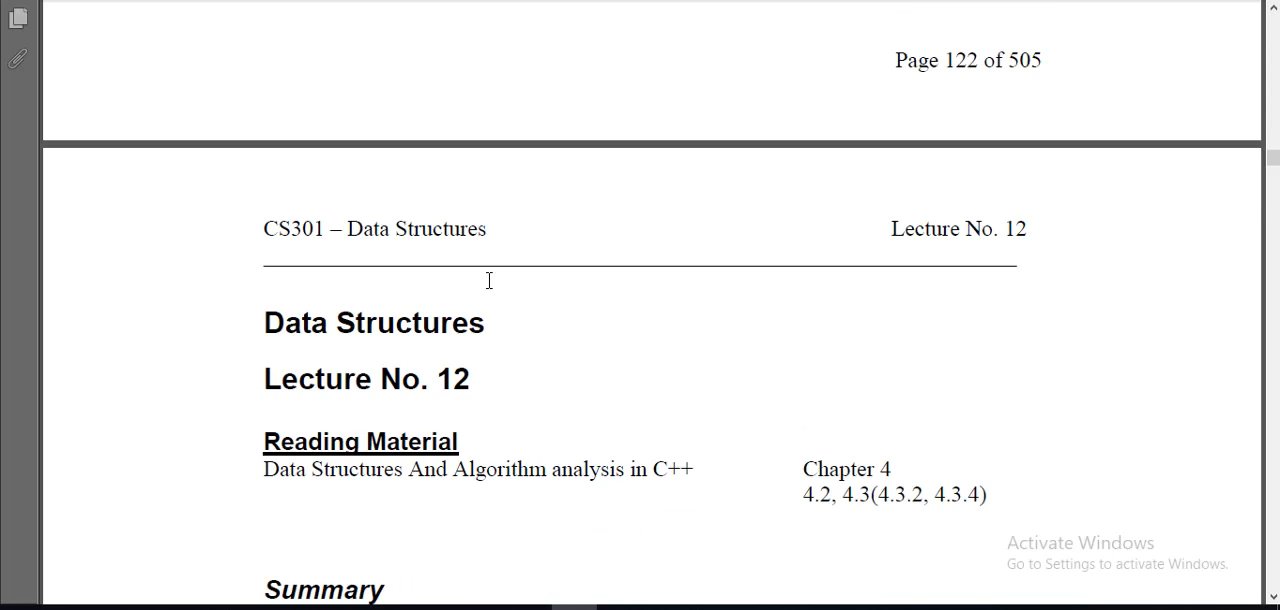 Page 122 of 505
CS301 – Data Structures Lecture No. 12
Data Structures
Lecture No. 12
Reading Material
Data Structures And Algorithm analysis in C++ Chapter 4
4.2, 4.3(4.3.2, 4.3.4)
Activate Windows
Go to Settings to activate Windows.
Summary